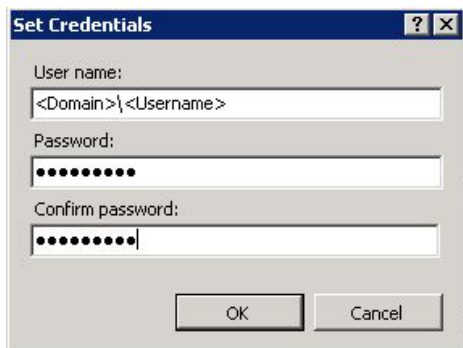 Set Credentials
User name:
<Domain>\<Username>
Password:
●●●●●●●●●
Confirm password:
●●●●●●●●●
OK Cancel